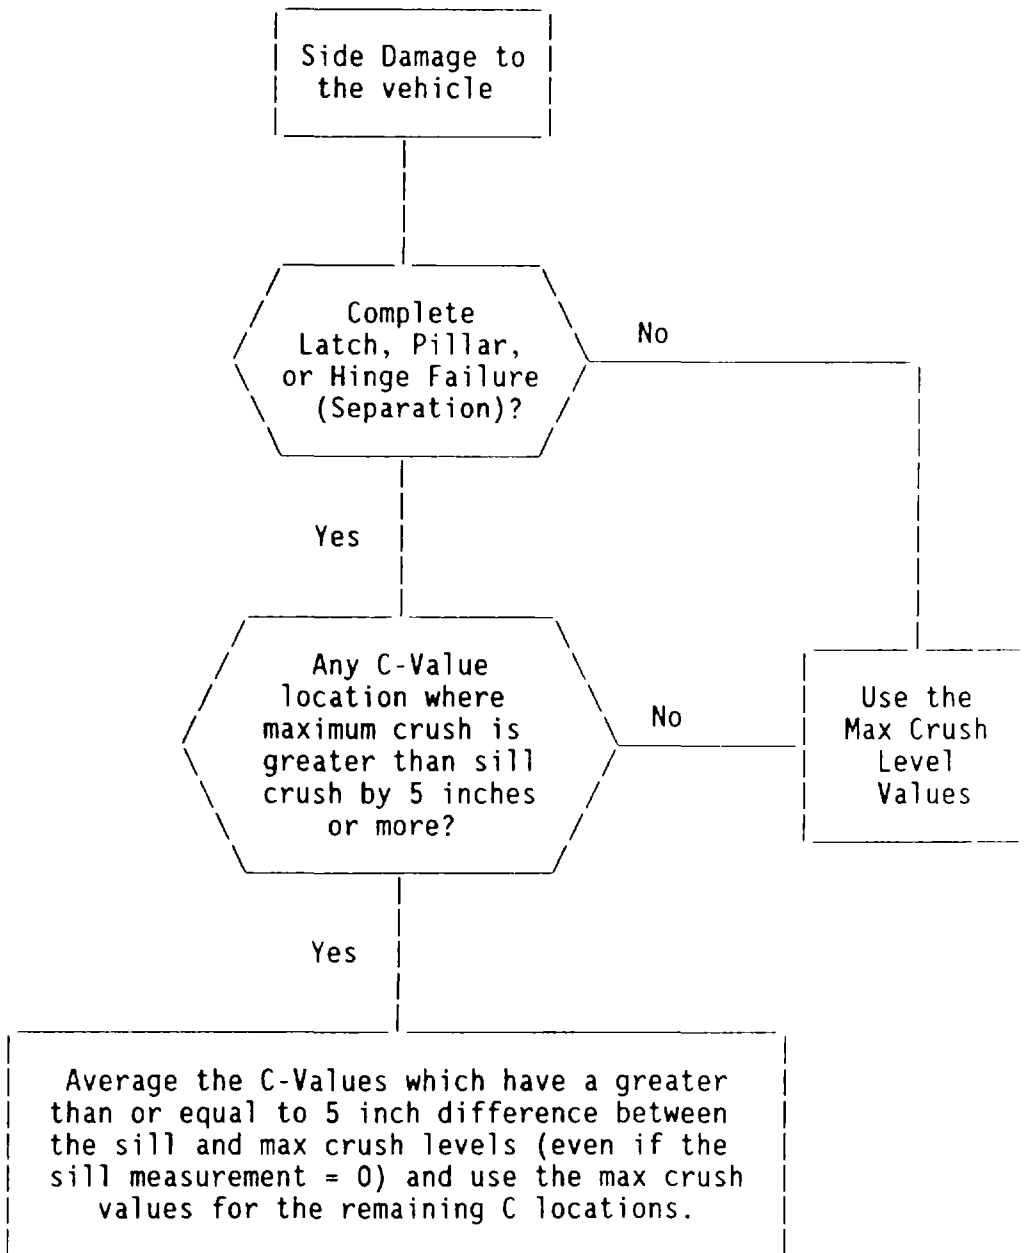 Side Damage to
the vehicle
Complete
Latch, Pillar,
or Hinge Failure
(Separation)?
No
Yes
Any C-Value
location where
maximum crush is
greater than sill
crush by 5 inches
or more?
No
Use the
Max Crush
Level
Values
Yes
Average the C-Values which have a greater
than or equal to 5 inch difference between
the sill and max crush levels (even if the
sill measurement = 0) and use the max crush
values for the remaining C locations.